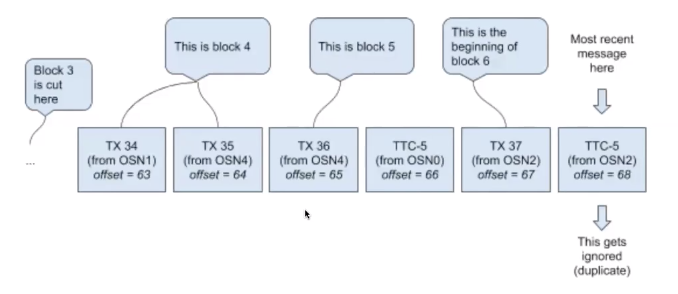 This is block 4
This is block 5
This is the
beginning of
block 6
Most recent
message
here
Block 3
is cut
here
...
TX 34
(from OSN1)
offset = 63
TX 35
(from OSN4)
offset = 64
TX 36
(from OSN4)
offset = 65
TTC-5
(from OSN0)
offset = 66
TX 37
(from OSN2)
offset = 67
TTC-5
(from OSN2)
offset = 68
This gets
ignored
(duplicate)